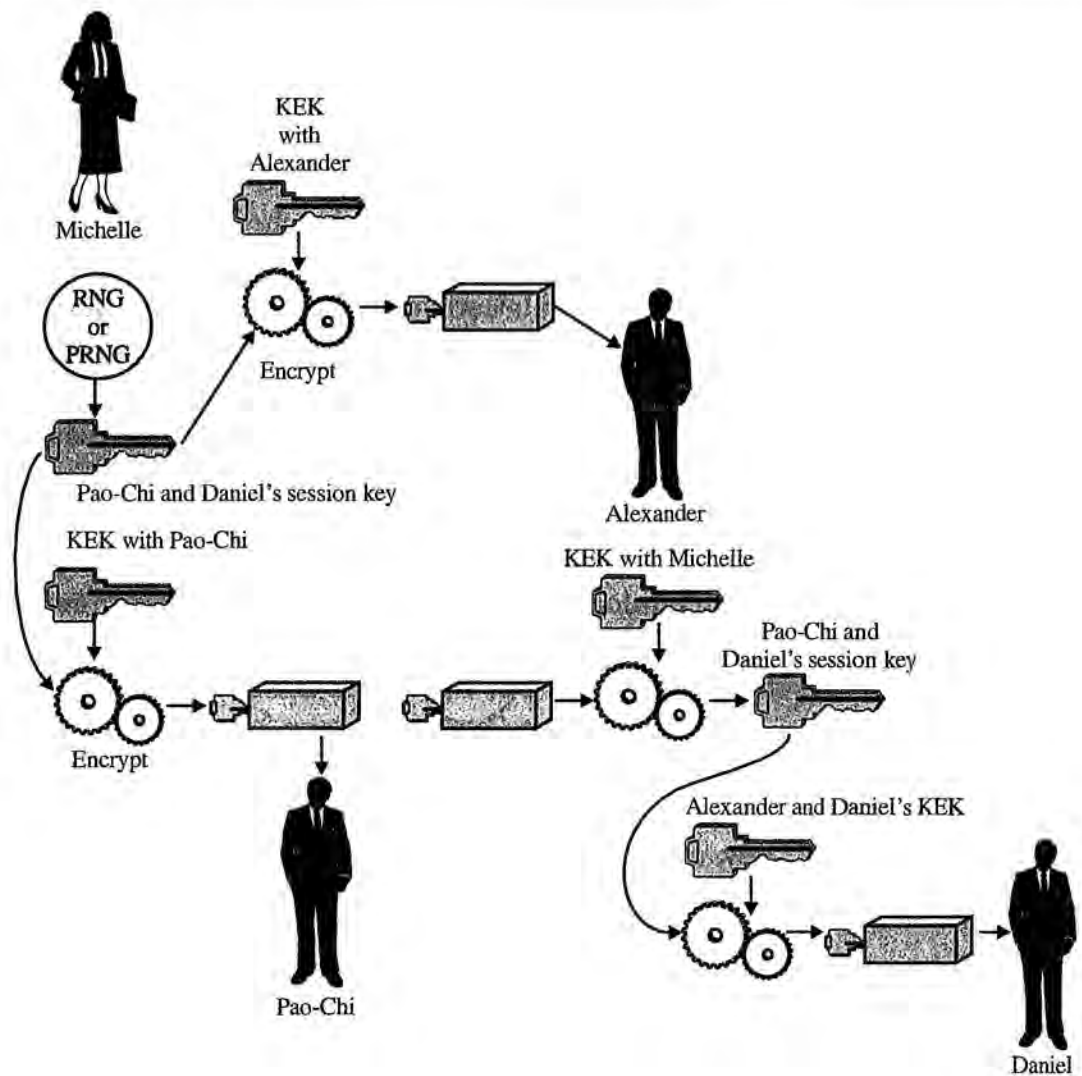 Michelle
KEK
with
Alexander
RNG
or
PRNG
Encrypt
Pao-Chi and Daniel's session key
Alexander
KEK with Pao-Chi
KEK with Michelle
Pao-Chi and
Daniel's session key
Encrypt
Alexander and Daniel's KEK
Pao-Chi
Daniel